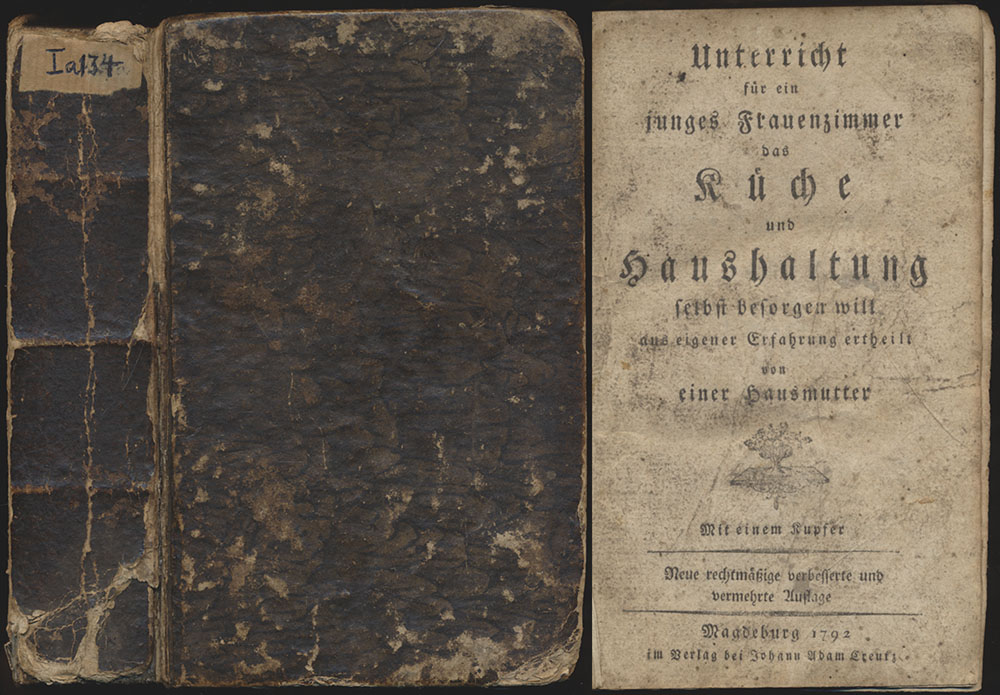 Ia134
Unterricht
für ein
junges Frauenzimmer
das
Küche
und
Haushaltung
selbst besorgen will
aus eigener Erfahrung ertheilt
von
einer Hausmutter
Mit einem Kupfer
Neue rechtmäßige verbesserte und
vermehrte Auflage
Magdeburg 1792
im Verlag bei Johann Adam Creutz